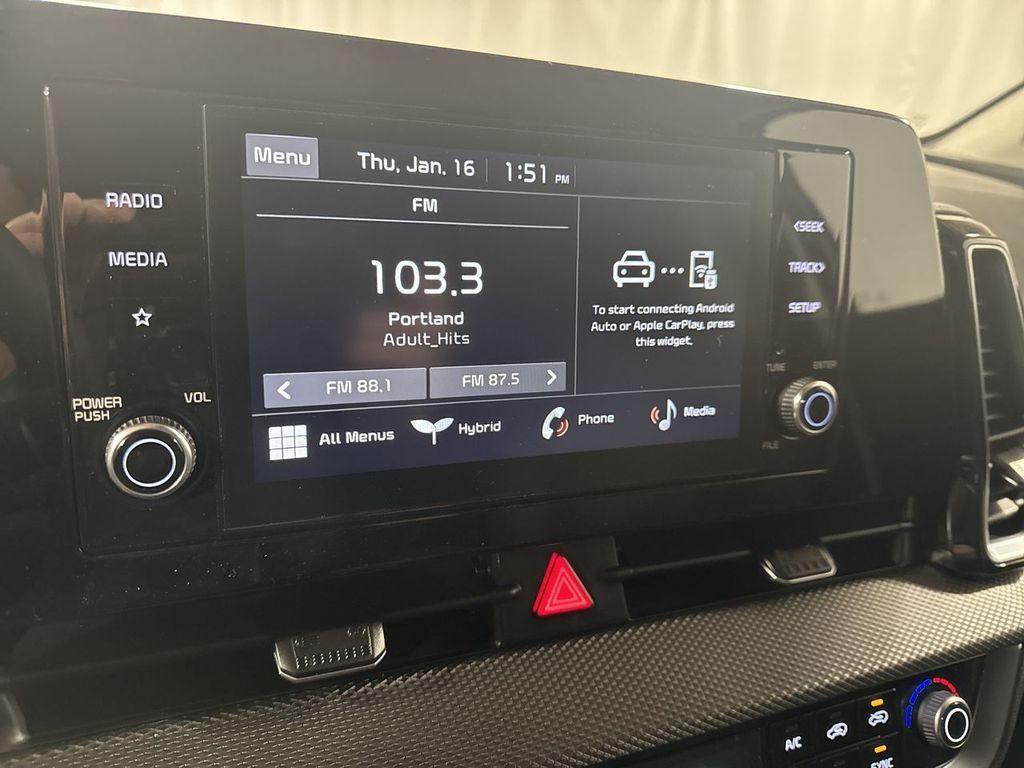 Menu
Thu, Jan. 16
1:51 PM
RADIO
MEDIA
POWER
PUSH
VOL
FM
103.3
Portland
Adult_Hits
< FM 88.1
FM 87.5 >
To start connecting Android
Auto or Apple CarPlay, press
this widget.
All Menus
Hybrid
Phone
Media
<SEEK
TRACK>
SETUP
TUNE
ENTER
FILE
A/C
SYNC